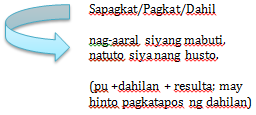 Sapagkat/Pagkat/Dahil
nag-aaral siyang mabuti,
natuto siya nang husto.
(pu +dahilan + resulta; may
hinto pagkatapos ng dahilan)